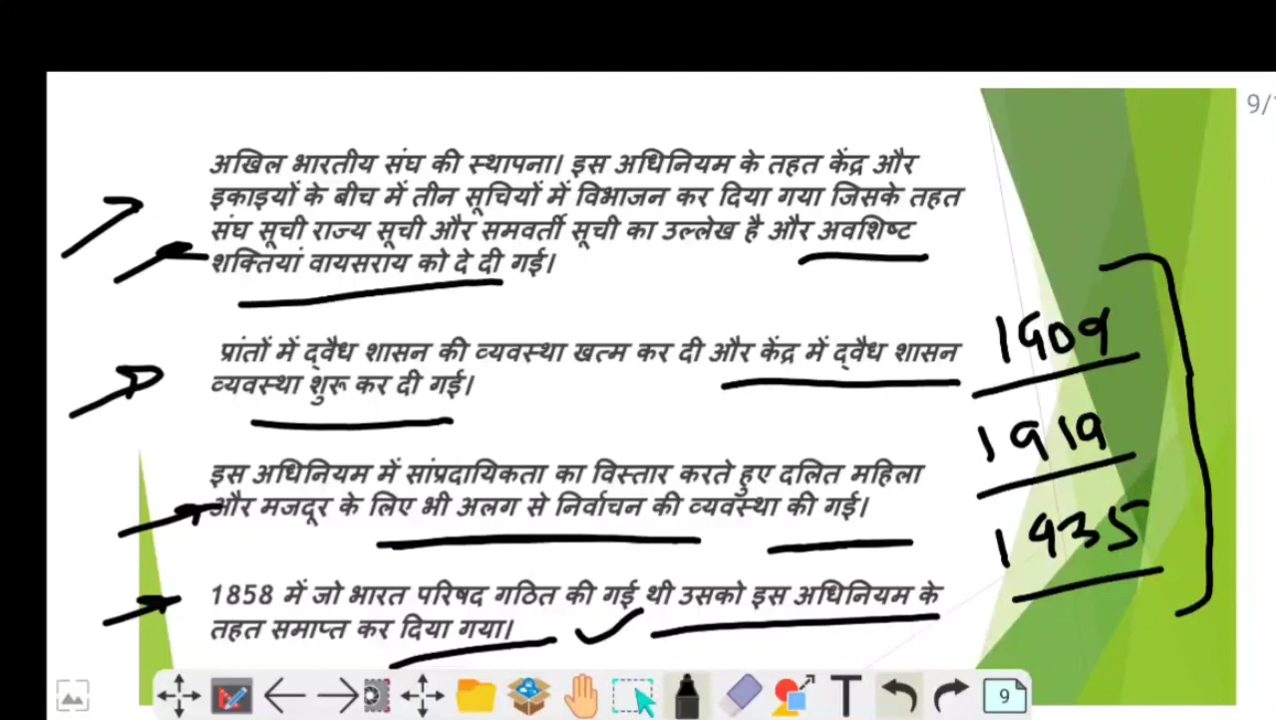 9/
अखिल भारतीय संघ की स्थापना। इस अधिनियम के तहत केंद्र और
इकाइयों के बीच में तीन सूचियों में विभाजन कर दिया गया जिसके तहत
संघ सूची राज्य सूची और समवर्ती सूची का उल्लेख है और अवशिष्ट
शक्तियां वायसराय को दे दी गई।
प्रांतों में द्वैध शासन की व्यवस्था खत्म कर दी और केंद्र में द्वैध शासन
व्यवस्था शुरू कर दी गई।
इस अधिनियम में सांप्रदायिकता का विस्तार करते हुए दलित महिला
और मजदूर के लिए भी अलग से निर्वाचन की व्यवस्था की गई।
1858 में जो भारत परिषद गठित की गई थी उसको इस अधिनियम के
तहत समाप्त कर दिया गया।
1909
1919
1935
T
9